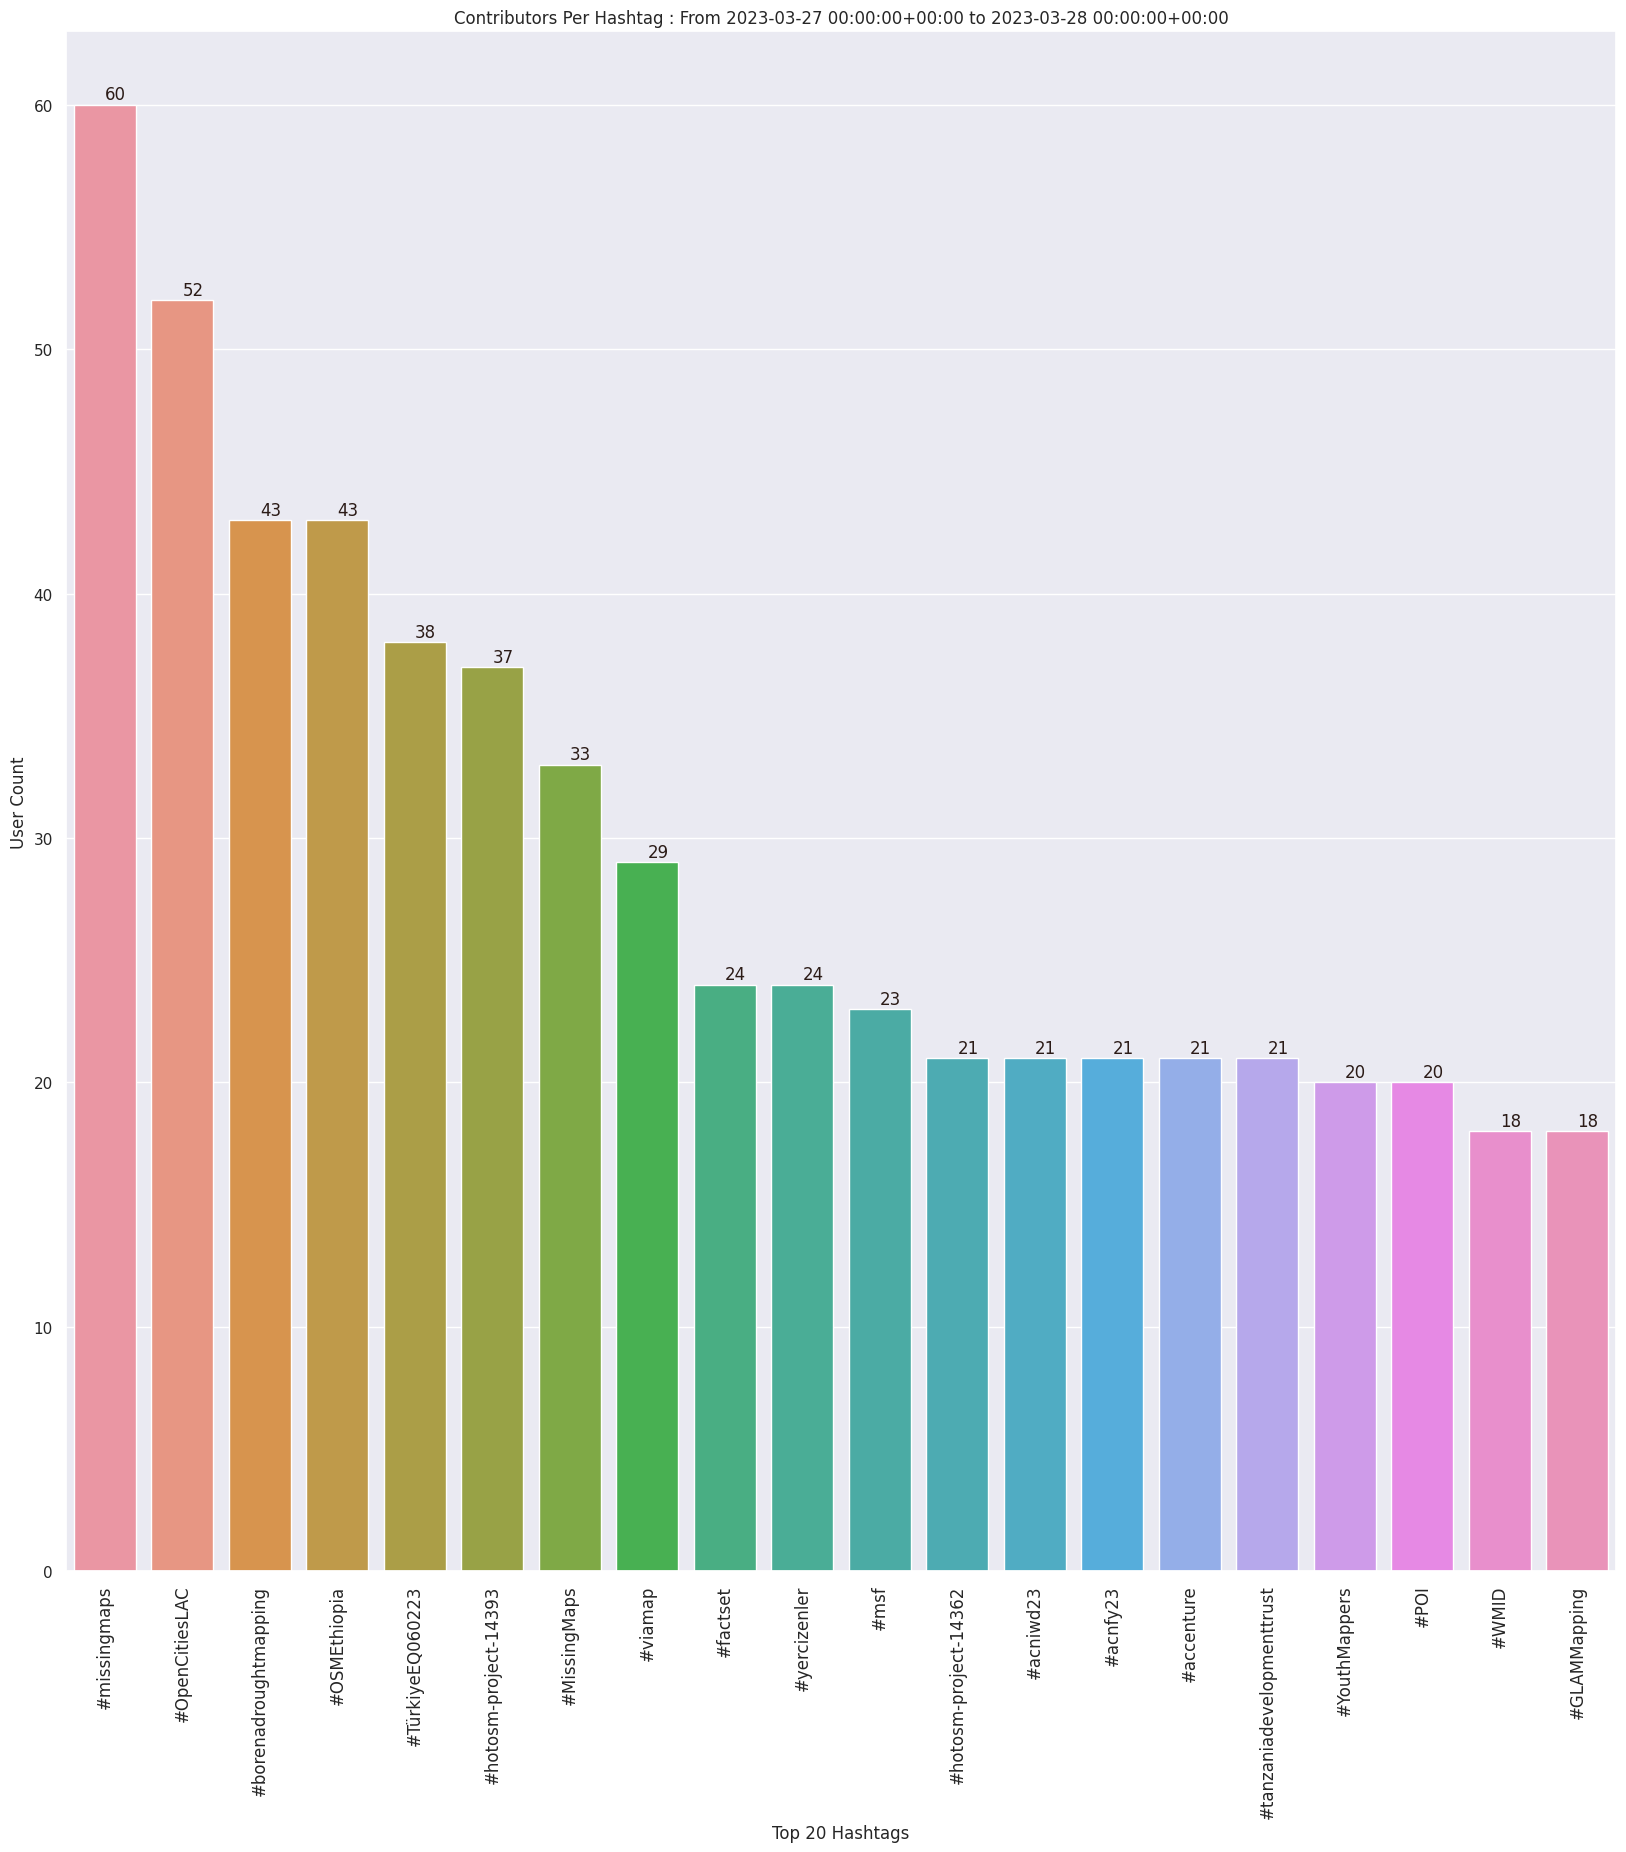 Contributors Per Hashtag : From 2023-03-27 00:00:00+00:00 to 2023-03-28 00:00:00+00:00
User Count
60
50
40
30
20
10
0
60
52
43
43
38
37
33
29
24
24
23
21
21
21
21
21
20
20
18
18
#missingmaps
#OpenCitiesLAC
#borenadroughtmapping
#OSMEthiopia
#TürkiyeEQ060223
#hotosm-project-14393
#MissingMaps
#viamap
#factset
#yercizenler
#msf
#hotosm-project-14362
#acniwd23
#acnfy23
#accenture
#tanzaniadevelopmenttrust
#YouthMappers
#POI
#WMID
#GLAMMapping
Top 20 Hashtags